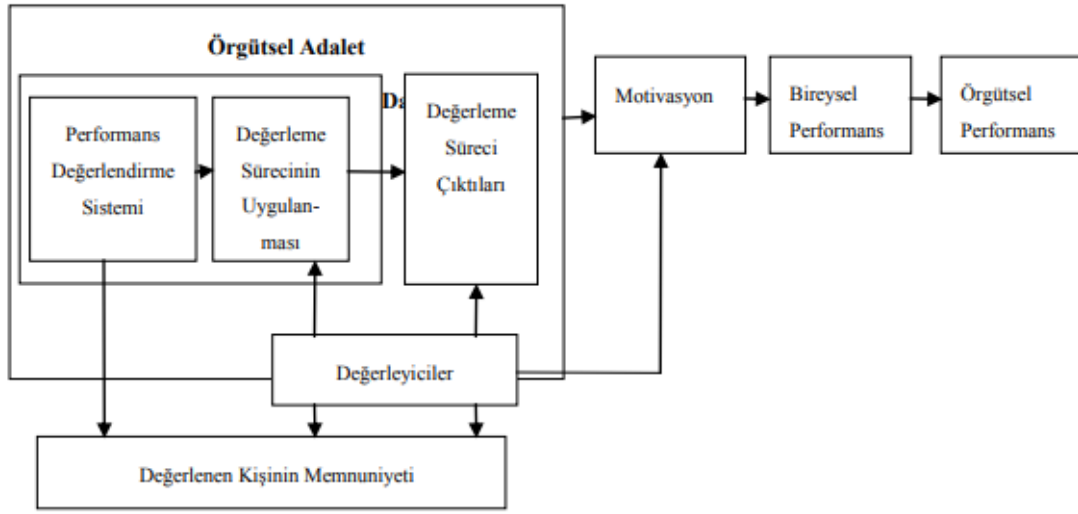 Örgütsel Adalet
Da
Performans
Değerlendirme
Sistemi
Değerleme
Sürecinin
Uygulan-
ması
Değerleme
Süreci
Çıktıları
Motivasyon
Bireysel
Performans
Örgütsel
Performans
Değerleyiciler
Değerlenen Kişinin Memnuniyeti